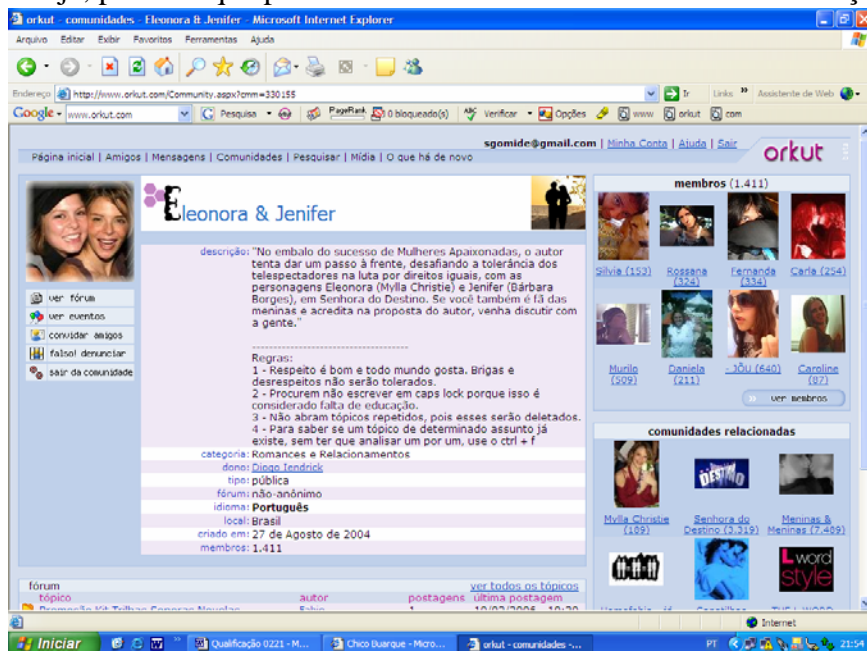 orkut - comunidades - Eleonora & Jenifer - Microsoft Internet Explorer
Arquivo Editar Exibir Favoritos Ferramentas Ajuda
Endereço http://www.orkut.com/Community.aspx?cmm=330155 Ir Links Assistente de Web
Google www.orkut.com Pesquisa PageRank 0 bloqueado(s) Verificar Opções www orkut com
sgomide@gmail.com | Minha Conta | Ajuda | Sair
orkut
Página inicial | Amigos | Mensagens | Comunidades | Pesquisar | Mídia | O que há de novo
Eleonora & Jenifer
ver fórum
ver eventos
convidar amigos
falso! denunciar
sair da comunidade
descrição: "No embalo do sucesso de Mulheres Apaixonadas, o autor
tenta dar um passo à frente, desafiando a tolerância dos
telespectadores na luta por direitos iguais, com as
personagens Eleonora (Mylla Christie) e Jenifer (Bárbara
Borges), em Senhora do Destino. Se você também é fã das
meninas e acredita na proposta do autor, venha discutir com
a gente."
----------------------------------
Regras:
1 - Respeito é bom e todo mundo gosta. Brigas e
desrespeitos não serão tolerados.
2 - Procurem não escrever em caps lock porque isso é
considerado falta de educação.
3 - Não abram tópicos repetidos, pois esses serão deletados.
4 - Para saber se um tópico de determinado assunto já
existe, sem ter que analisar um por um, use o ctrl + f
categoria: Romances e Relacionamentos
dono: Diogo Iendrick
tipo: pública
fórum: não-anônimo
idioma: Português
local: Brasil
criado em: 27 de Agosto de 2004
membros: 1.411
membros (1.411)
Silvia (153) Rossana (324) Fernanda (334) Carla (254)
Murilo (509) Daniela (211) - JÔU (640) Caroline (87)
ver membros
comunidades relacionadas
DESTINO
Mylla Christie (109) Senhora do Destino (3.319) Meninas & Meninas (7.409)
L word style
fórum ver todos os tópicos
tópico autor postagens última postagem
Promoção Kit Trilhas Sonoras Novelas 1
Internet
Iniciar Qualificação 0221 - M... Chico Buarque - Micro... orkut - comunidades -... PT 21:54